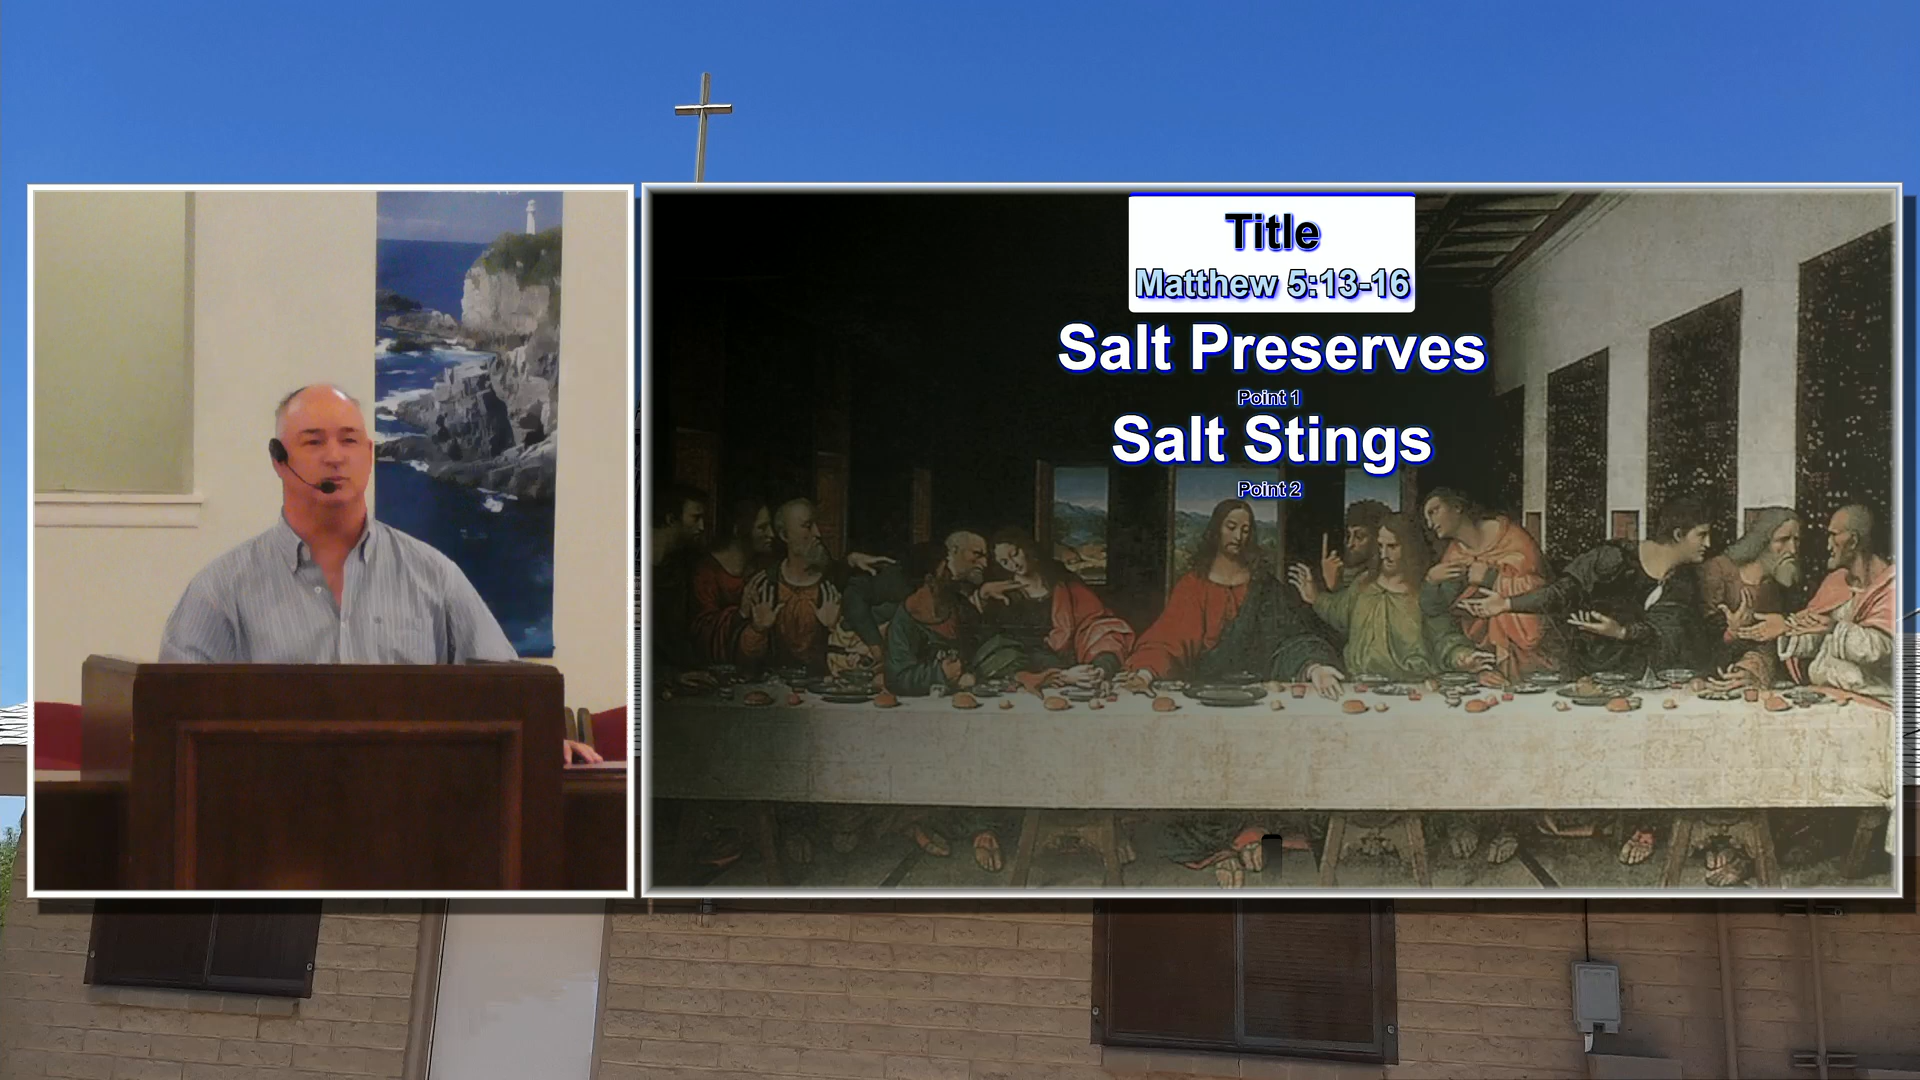 Title
Matthew 5:13-16
Salt Preserves
Point 1
Salt Stings
Point 2